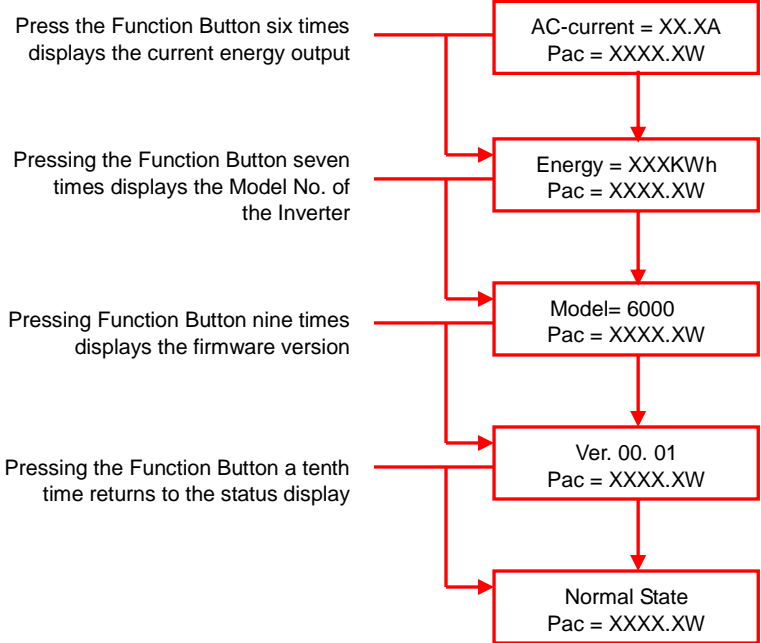 Press the Function Button six times
displays the current energy output
AC-current = XX.XA
Pac = XXXX.XW
Pressing the Function Button seven
times displays the Model No. of
the Inverter
Energy = XXXKWh
Pac = XXXX.XW
Pressing Function Button nine times
displays the firmware version
Model= 6000
Pac = XXXX.XW
Pressing the Function Button a tenth
time returns to the status display
Ver. 00. 01
Pac = XXXX.XW
Normal State
Pac = XXXX.XW